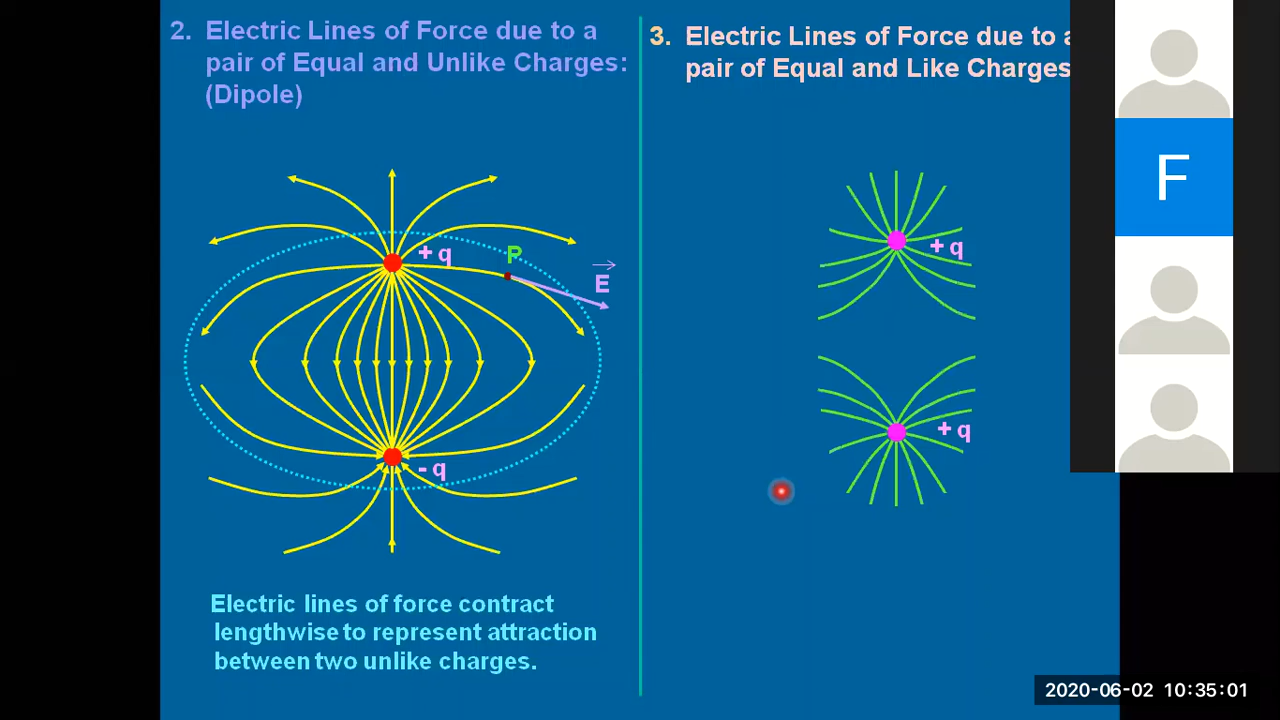 2. Electric Lines of Force due to a
pair of Equal and Unlike Charges:
(Dipole)
+ q
P
E
- q
Electric lines of force contract
lengthwise to represent attraction
between two unlike charges.
3. Electric Lines of Force due to a
pair of Equal and Like Charges
+ q
+ q
F
2020-06-02 10:35:01